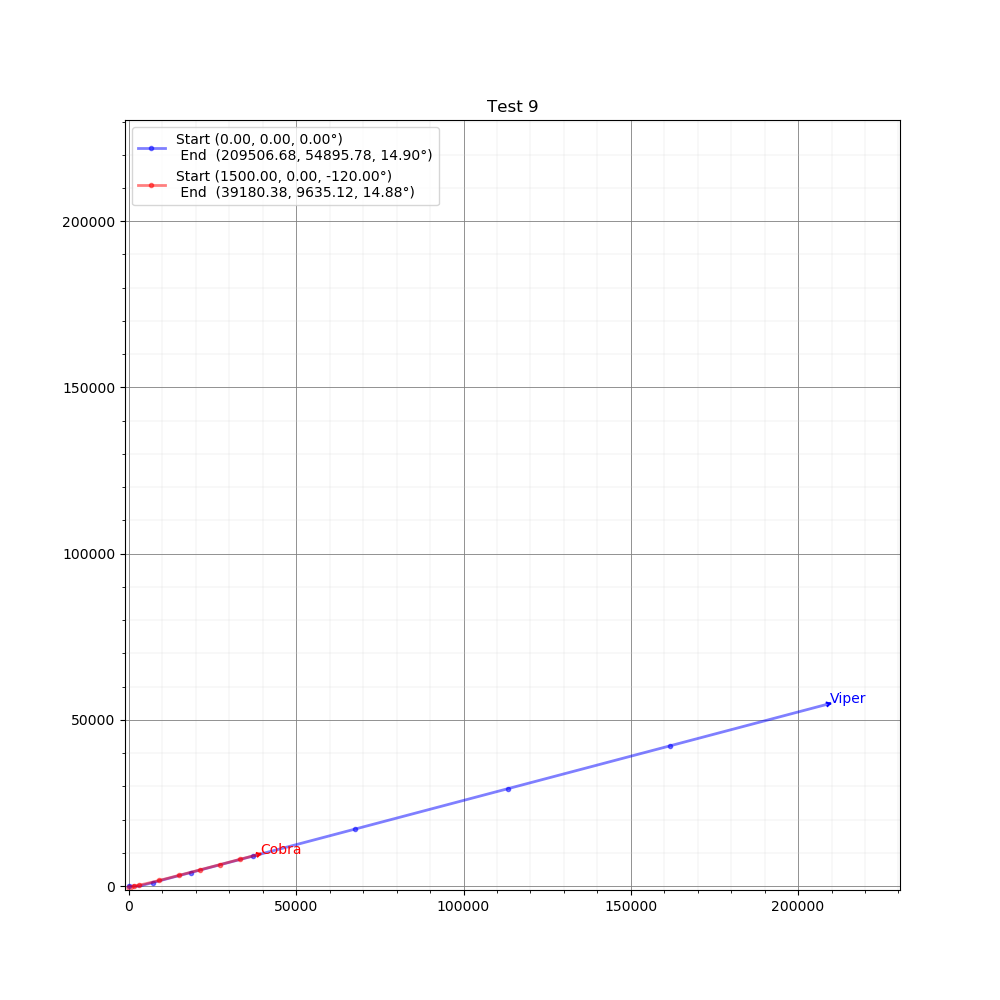 Test 9
Start (0.00, 0.00, 0.00°)
End (209506.68, 54895.78, 14.90°)
Start (1500.00, 0.00, -120.00°)
End (39180.38, 9635.12, 14.88°)
200000
150000
100000
50000
0
Viper
Cobra
0 50000 100000 150000 200000